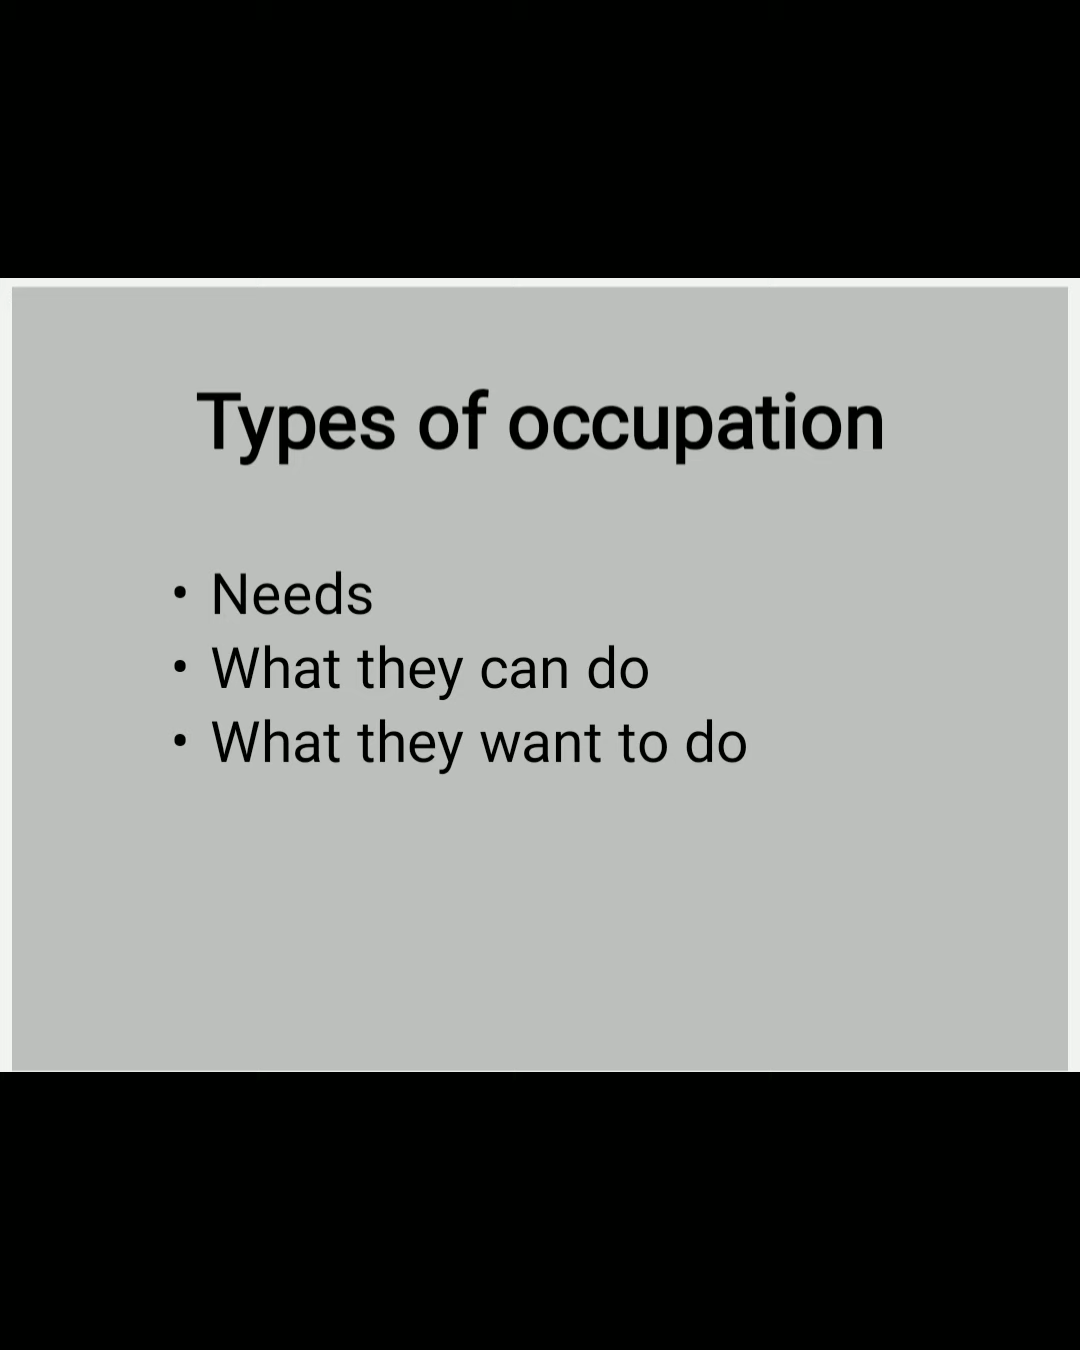 Types of occupation
• Needs
• What they can do
• What they want to do